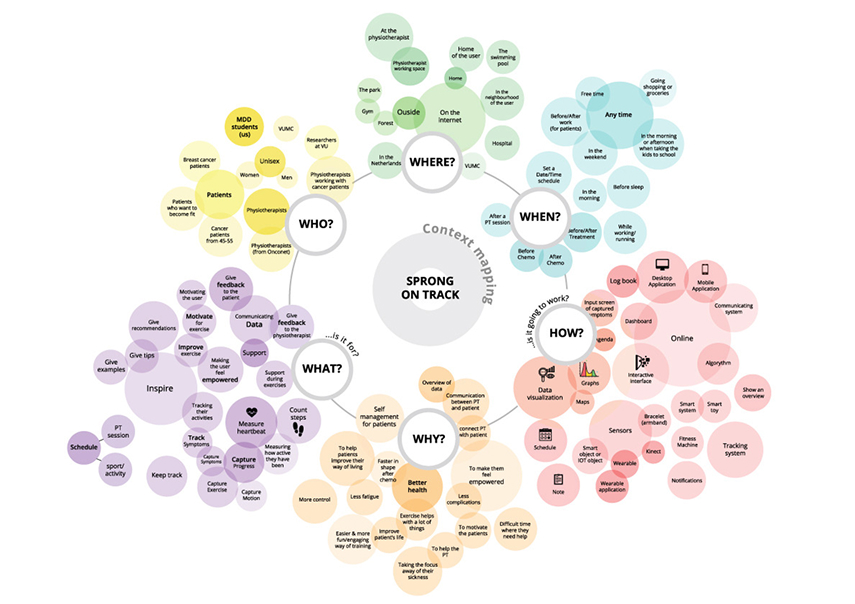 Context mapping
SPRONG
ON TRACK
WHERE?
At the
physiotherapist
Physiotherapist
working space
Home
of the user
The
swimming
pool
Home
The park
Gym
Forest
Ouside
On the
internet
In the
neighbourhood
of the user
Hospital
In the
Netherlands
VUMC
WHEN?
Free time
Any time
Going
shopping or
groceries
Before/After
work
(for patients)
In the
weekend
In the morning
or afternoon
when taking the
kids to school
Set a
Date/Time
schedule
In the
morning
Before sleep
After a
PT session
Before/After
Treatment
While
working/
running
Before
Chemo
After
Chemo
HOW?
...is it going to work?
Log book
Desktop
Application
Mobile
Application
Input screen
of captured
symptoms
Communicating
system
Dashboard
Online
Agenda
Interactive
interface
Algorythm
Data
visualization
Graphs
Maps
Show an
overview
Smart
system
Smart
toy
Bracelet
(armband)
Sensors
Schedule
Smart
object or
IOT object
Kinect
Fitness
Machine
Tracking
system
Wearable
Note
Wearable
application
Notifications
WHY?
Overview of
data
Communication
between PT
and patient
Self
management
for patients
connect PT
with patient
To help
patients
improve their
way of living
Faster in
shape
after
chemo
Better
health
To make them
feel
empowered
More control
Less fatigue
Less
complications
Exercise helps
with a lot of
things
Easier & more
fun/engaging
way of training
Improve
patient's life
To motivate
the patients
Difficult time
where they
need help
To help the
PT
Taking the focus
away of their
sickness
WHAT?
...is it for?
Give
feedback
to the
patient
Motivating
the user
Give
recommendations
Motivate
for
exercise
Communicating
Data
Give
feedback
to the
physiotherapist
Give tips
Improve
exercise
Support
Give
examples
Making
the user
feel
empowered
Support
during
exercises
Inspire
Tracking
their
activities
Measure
heartbeat
Count
steps
PT
session
Schedule
Track
Symptoms
Capture
Symptoms
Capture
Progress
Measuring
how active
they have
been
sport/
activity
Keep track
Capture
Exercise
Capture
Motion
WHO?
MDD
students
(us)
VUMC
Researchers
at VU
Breast cancer
patients
Unisex
Women
Men
Physiotherapists
working with
cancer patients
Patients
Patients
who want to
become fit
Physiotherapists
Cancer
patients
from 45-55
Physiotherapists
(from Onconet)